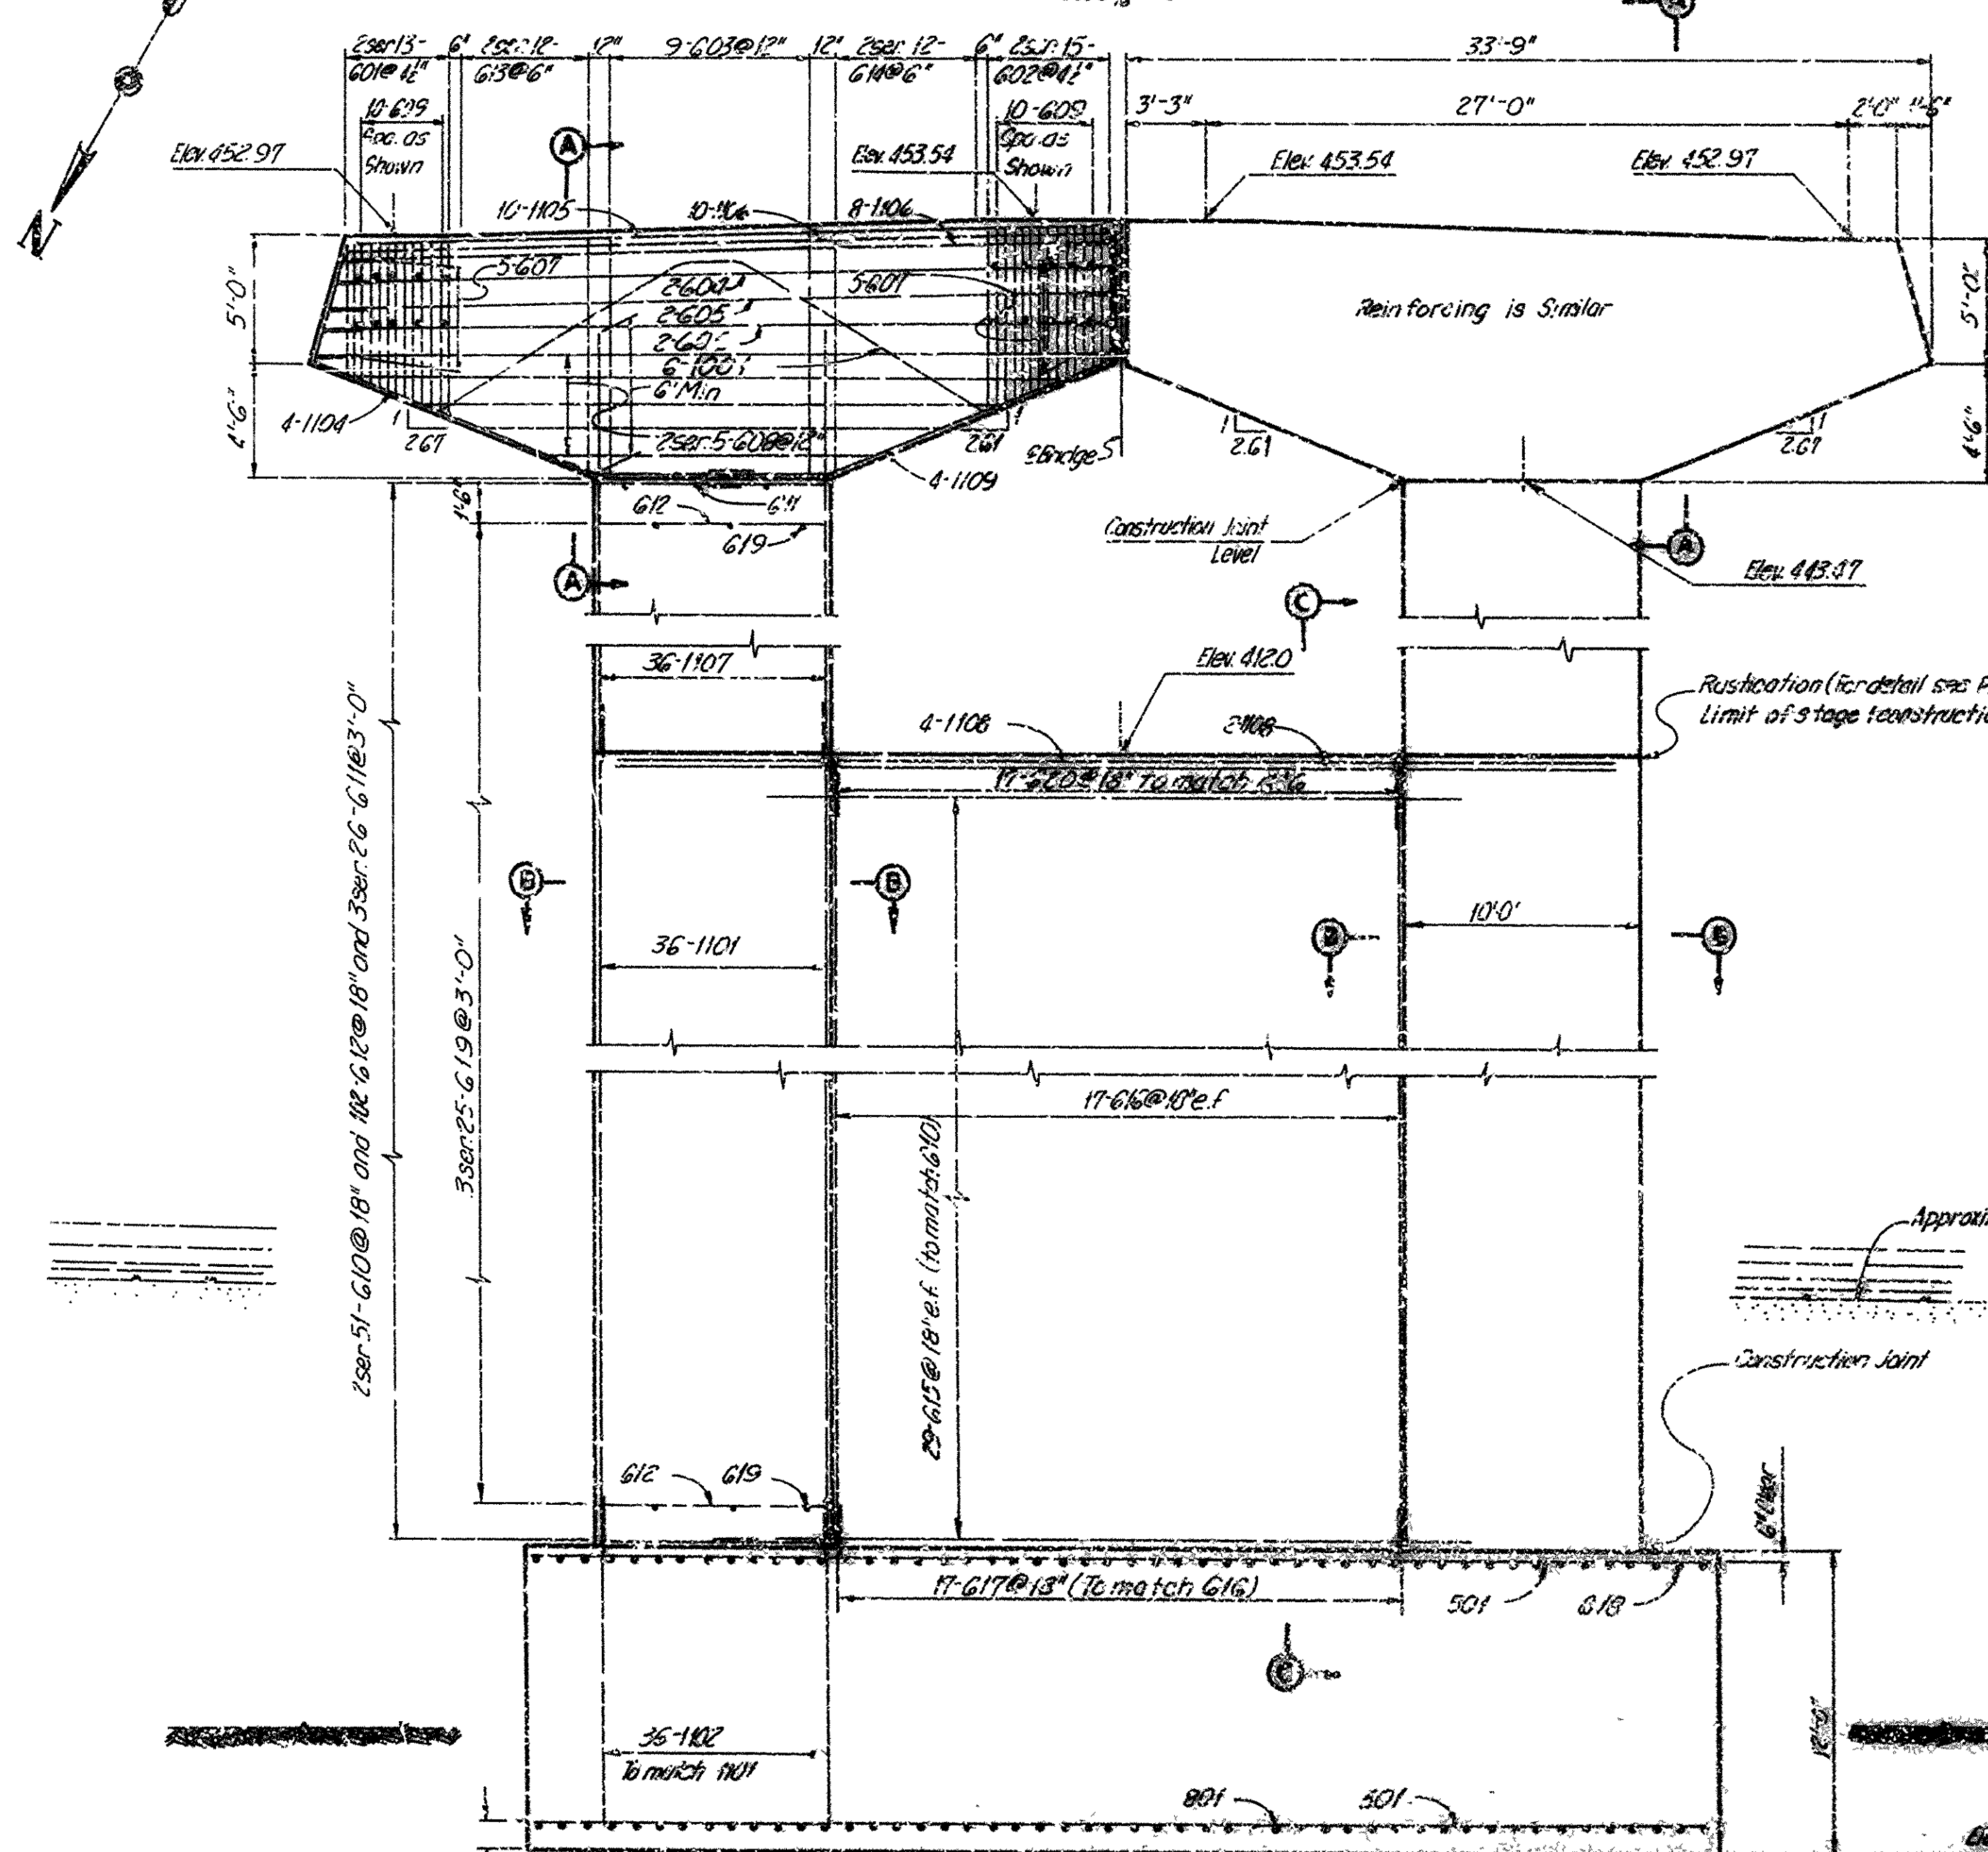 2ser.13-
601@4½"
6"
2ser.12-
613@6"
12"
9-603@12"
12"
2ser.12-
614@6"
6"
2ser.15-
602@4½"
33'-9"
10-609
Spa. as
Shown
10-609
Spa. as
Shown
3'-3"
27'-0"
2'-0"
1'-6"
Elev. 452.97
A
Elev. 453.54
Elev. 453.54
Elev. 452.97
N
10-1105
8-1106
5-607
5-607
2-605
6" Min
2ser.5-608@12"
Reinforcing is Similar
5'-0"
4'-6"
5'-0"
4'-6"
4-1104
1
2.67
1
2.61
℄ Bridge
4-1109
1
2.61
1
2.67
1'-6"
612
611
619
Construction Joint
Level
A
A
Elev. 443.47
C
36-1107
Elev. 412.0
4-1108
2-1108
Rustication (For detail see
Limit of stage
17-620@18" To match 616
B
B
B
B
36-1101
10'-0"
2ser.51-610@18" and 102-612@18" and 3ser.26-611@3'-0"
3ser.25-619@3'-0"
17-616@18" e.f.
29-615@18" e.f. (to match 610)
Construction Joint
612
619
6" Clear
17-617@18" (To match 616)
501
618
C
36-1102
To match 1101
12'-0"
801
501